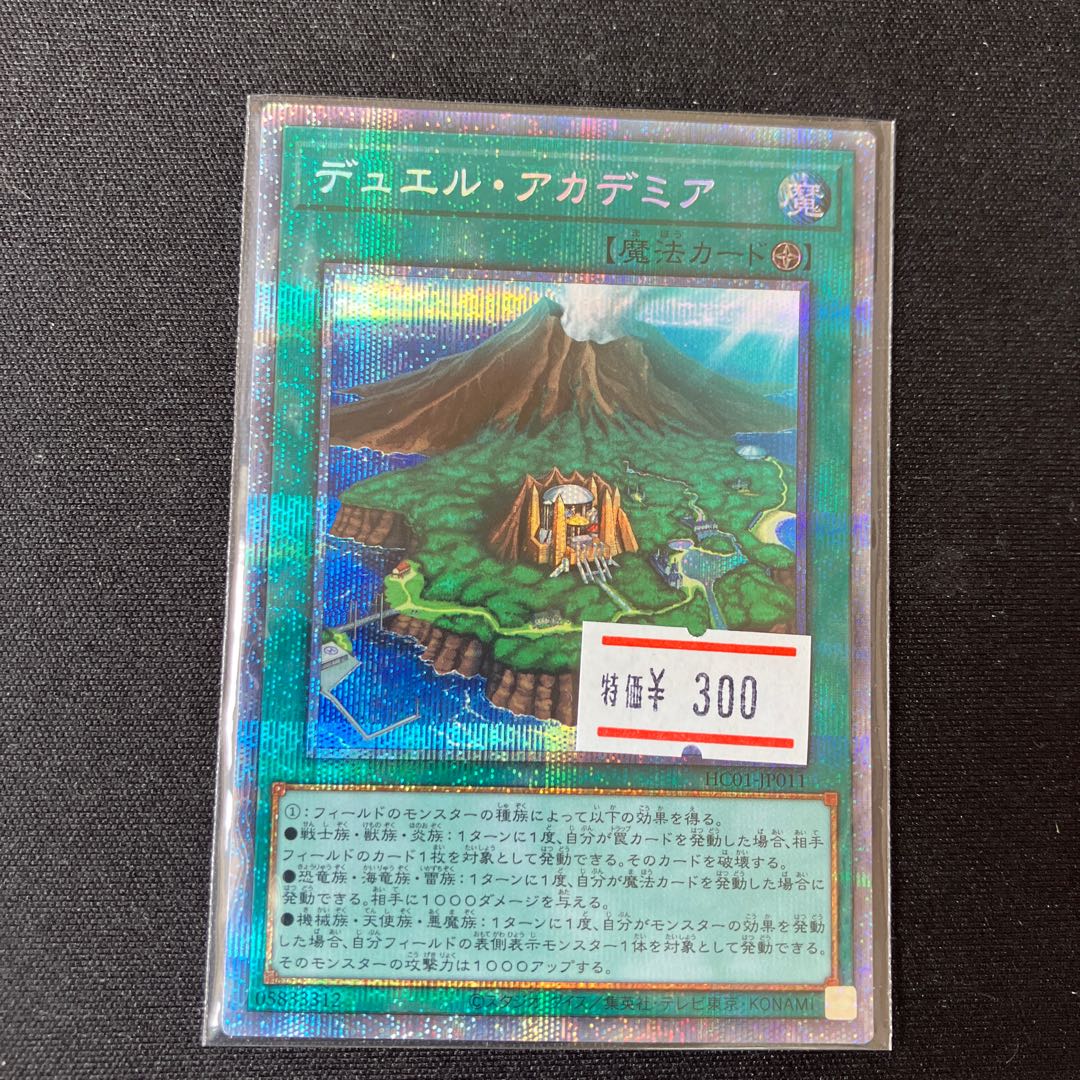 デュエル・アカデミア
魔
【魔法カード】
特価¥ 300
HC01-JP011
①：フィールドのモンスターの種族によって以下の効果を得る。
●戦士族・獣族・炎族：1ターンに1度、自分が罠カードを発動した場合、相手
フィールドのカード1枚を対象として発動できる。そのカードを破壊する。
●恐竜族・海竜族・雷族：1ターンに1度、自分が魔法カードを発動した場合に
発動できる。相手に1000ダメージを与える。
●機械族・天使族・悪魔族：1ターンに1度、自分がモンスターの効果を発動
した場合、自分フィールドの表側表示モンスター1体を対象として発動できる。
そのモンスターの攻撃力は1000アップする。
05833312
©スタジオ・ダイス／集英社・テレビ東京・KONAMI